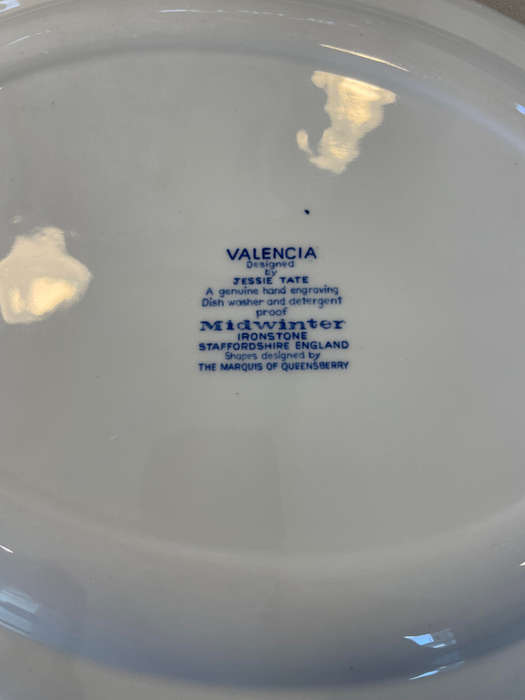 VALENCIA
Designed
by
JESSIE TATE
A genuine hand engraving
Dish washer and detergent
proof
Midwinter
IRONSTONE
STAFFORDSHIRE ENGLAND
Shapes designed by
THE MARQUIS OF QUEENSBERRY